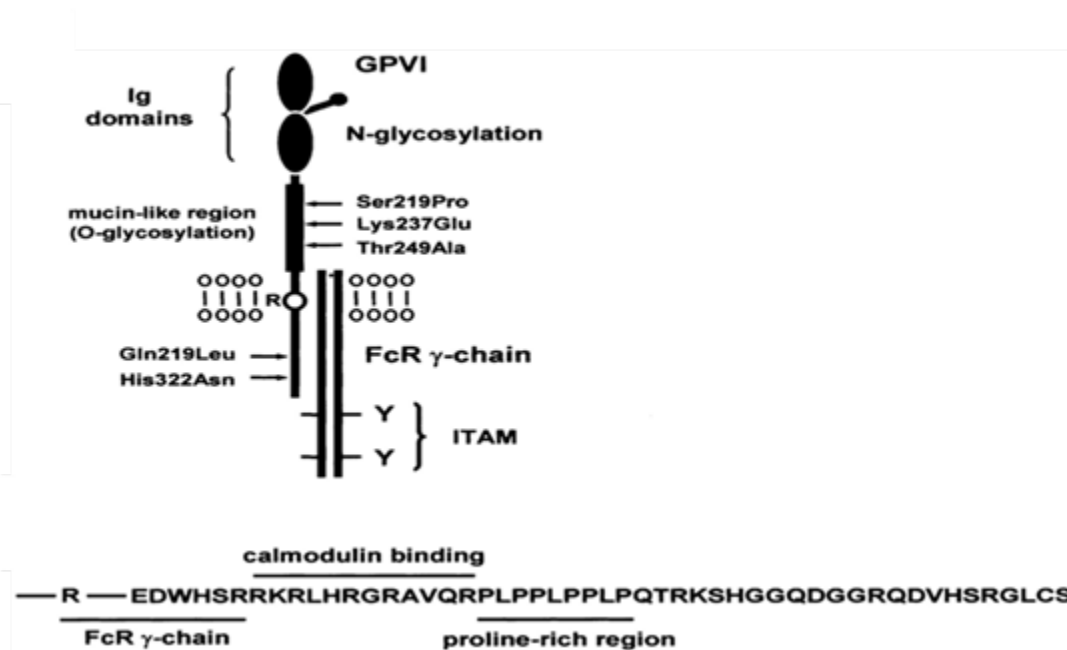 GPVI
Ig
domains
N-glycosylation
mucin-like region
(O-glycosylation)
Ser219Pro
Lys237Glu
Thr249Ala
R
Gln219Leu
His322Asn
FcR γ-chain
Y
Y
ITAM
calmodulin binding
R EDWHSRRKRLHRGRAVQRPLPPLPPLPQTRKSHGGQDGGRQDVHSRGLCS
FcR γ-chain
proline-rich region